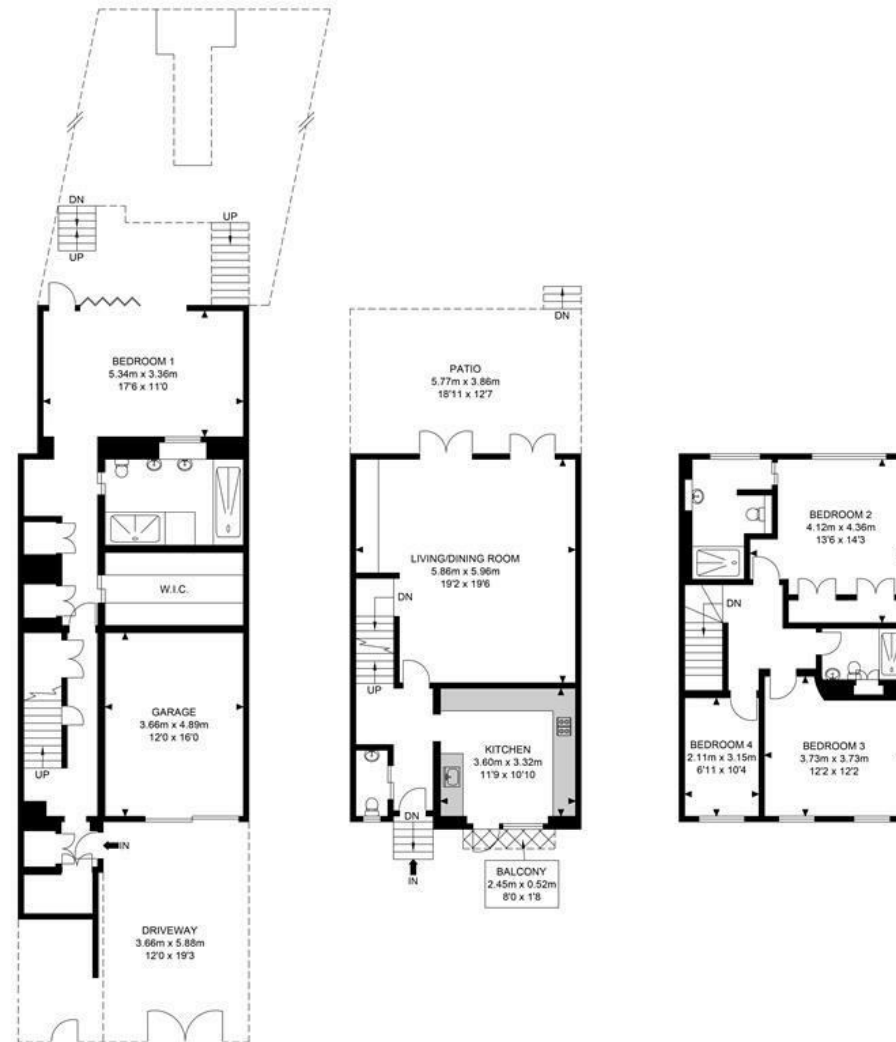 DN
UP
UP
BEDROOM 1
5.34m x 3.36m
17'6 x 11'0
W.I.C.
GARAGE
3.66m x 4.89m
12'0 x 16'0
UP
IN
DRIVEWAY
3.66m x 5.88m
12'0 x 19'3
DN
PATIO
5.77m x 3.86m
18'11 x 12'7
LIVING/DINING ROOM
5.86m x 5.96m
19'2 x 19'6
DN
UP
KITCHEN
3.60m x 3.32m
11'9 x 10'10
DN
IN
BALCONY
2.45m x 0.52m
8'0 x 1'8
BEDROOM 2
4.12m x 4.36m
13'6 x 14'3
DN
BEDROOM 4
2.11m x 3.15m
6'11 x 10'4
BEDROOM 3
3.73m x 3.73m
12'2 x 12'2